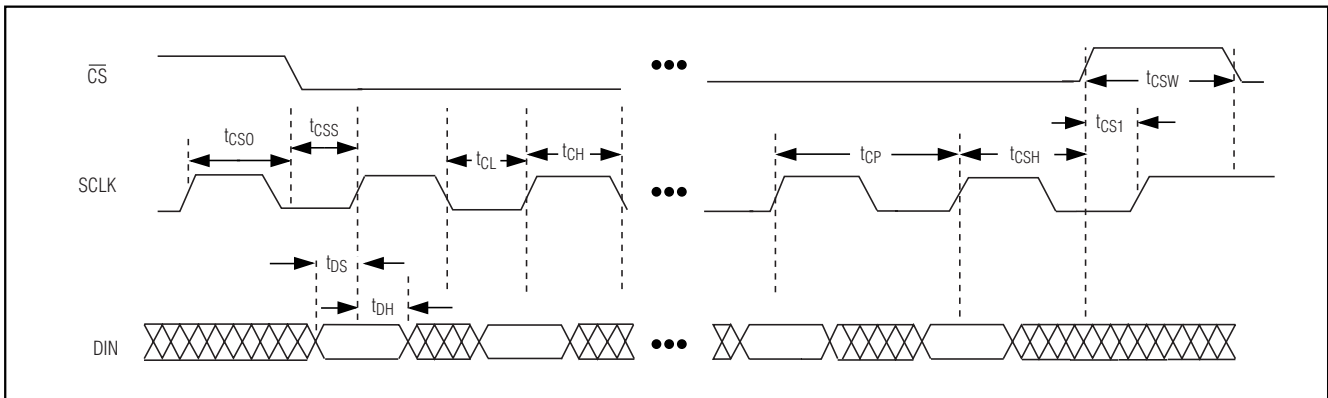 CS
tCSW
tCSO
tCSS
tCL
tCH
tCP
tCSH
tCS1
SCLK
tDS
tDH
DIN